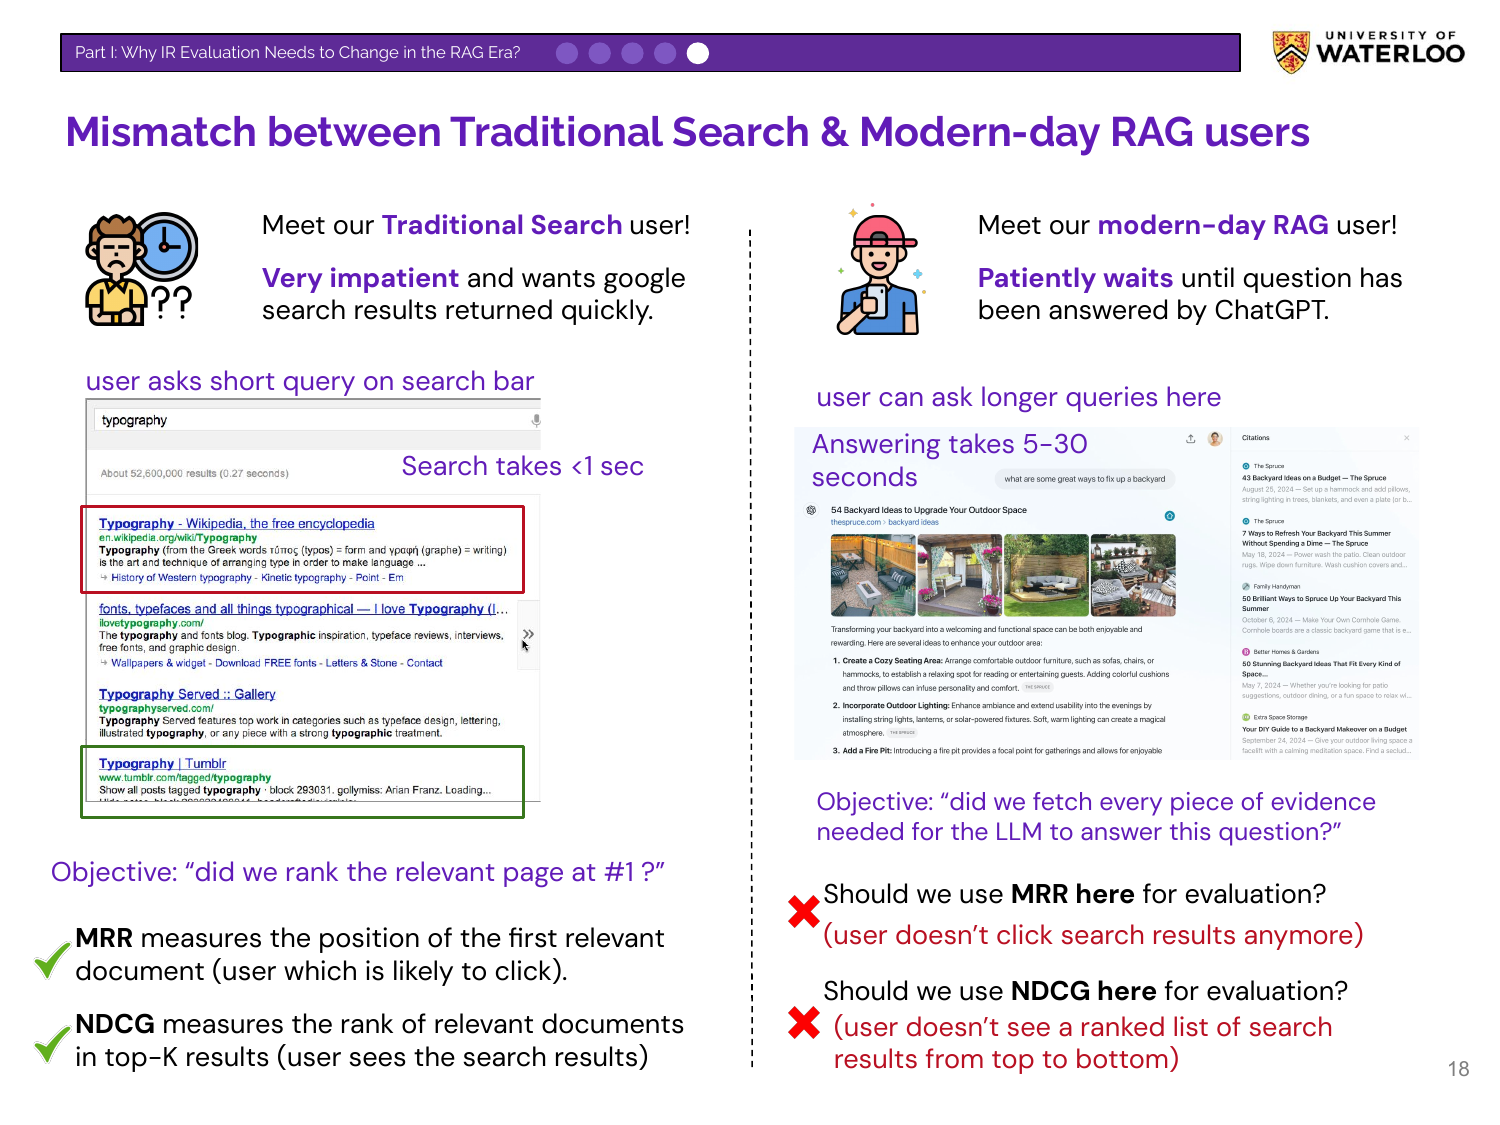 Part I: Why IR Evaluation Needs to Change in the RAG Era?
UNIVERSITY OF
WATERLOO
Mismatch between Traditional Search & Modern-day RAG users
Meet our Traditional Search user!
Very impatient and wants google
search results returned quickly.
??
user asks short query on search bar
typography
About 52,600,000 results (0.27 seconds)
Search takes <1 sec
Typography - Wikipedia, the free encyclopedia
en.wikipedia.org/wiki/Typography
Typography (from the Greek words τύπος (typos) = form and γραφή (graphe) = writing)
is the art and technique of arranging type in order to make language ...
↳ History of Western typography - Kinetic typography - Point - Em
fonts, typefaces and all things typographical — I love Typography (I...
ilovetypography.com/
The typography and fonts blog. Typographic inspiration, typeface reviews, interviews,
free fonts, and graphic design.
↳ Wallpapers & widget - Download FREE fonts - Letters & Stone - Contact
»
Typography Served :: Gallery
typographyserved.com/
Typography Served features top work in categories such as typeface design, lettering,
illustrated typography, or any piece with a strong typographic treatment.
Typography | Tumblr
www.tumblr.com/tagged/typography
Show all posts tagged typography · block 293031. gollymiss: Arian Franz. Loading...
Objective: “did we rank the relevant page at #1 ?”
MRR measures the position of the first relevant
document (user which is likely to click).
NDCG measures the rank of relevant documents
in top-K results (user sees the search results)
Meet our modern-day RAG user!
Patiently waits until question has
been answered by ChatGPT.
user can ask longer queries here
Answering takes 5-30
seconds
what are some great ways to fix up a backyard
54 Backyard Ideas to Upgrade Your Outdoor Space
thespruce.com › backyard ideas
Transforming your backyard into a welcoming and functional space can be both enjoyable and
rewarding. Here are several ideas to enhance your outdoor area:
1. Create a Cozy Seating Area: Arrange comfortable outdoor furniture, such as sofas, chairs, or
hammocks, to establish a relaxing spot for reading or entertaining guests. Adding colorful cushions
and throw pillows can infuse personality and comfort. THE SPRUCE
2. Incorporate Outdoor Lighting: Enhance ambiance and extend usability into the evenings by
installing string lights, lanterns, or solar-powered fixtures. Soft, warm lighting can create a magical
atmosphere. THE SPRUCE
3. Add a Fire Pit: Introducing a fire pit provides a focal point for gatherings and allows for enjoyable
Citations
The Spruce
43 Backyard Ideas on a Budget — The Spruce
August 25, 2024 — Set up a hammock and add pillows,
string lighting in trees, blankets, and even a plate (or b...
The Spruce
7 Ways to Refresh Your Backyard This Summer
Without Spending a Dime — The Spruce
May 18, 2024 — Power wash the patio. Clean outdoor
rugs. Wipe down furniture. Wash cushion covers and...
Family Handyman
50 Brilliant Ways to Spruce Up Your Backyard This
Summer
October 6, 2024 — Make Your Own Cornhole Game.
Cornhole boards are a classic backyard game that is e...
Better Homes & Gardens
50 Stunning Backyard Ideas That Fit Every Kind of
Space...
May 7, 2024 — Whether you're looking for patio
suggestions, outdoor dining, or a fun space to relax wi...
Extra Space Storage
Your DIY Guide to a Backyard Makeover on a Budget
September 24, 2024 — Give your outdoor living space a
facelift with a calming meditation space. Find a seclud...
Objective: “did we fetch every piece of evidence
needed for the LLM to answer this question?”
Should we use MRR here for evaluation?
(user doesn’t click search results anymore)
Should we use NDCG here for evaluation?
(user doesn’t see a ranked list of search
results from top to bottom)
18